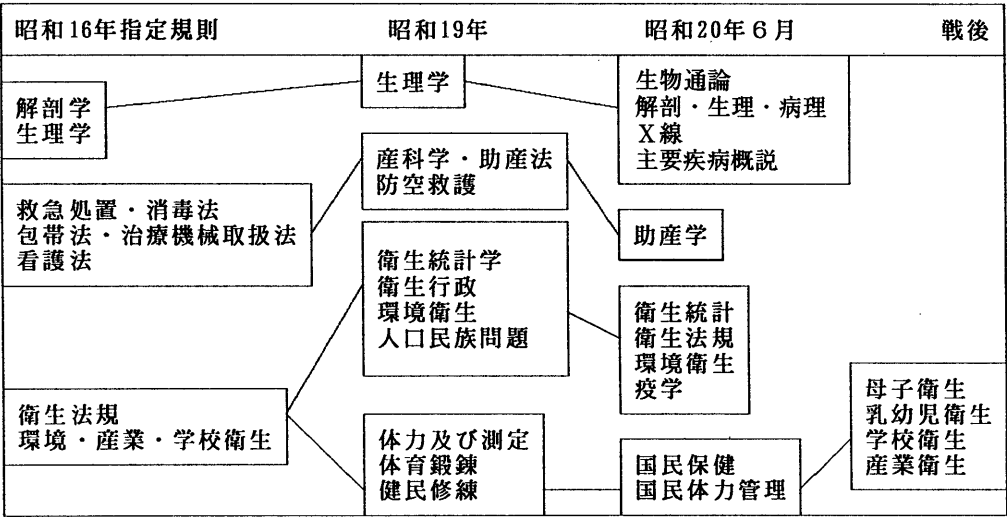 昭和16年指定規則 昭和19年 昭和20年6月 戦後
解剖学
生理学
救急処置・消毒法
包帯法・治療機械取扱法
看護法
衛生法規
環境・産業・学校衛生
生理学
産科学・助産法
防空救護
衛生統計学
衛生行政
環境衛生
人口民族問題
体力及び測定
体育鍛錬
健民修練
生物通論
解剖・生理・病理
X線
主要疾病概説
助産学
衛生統計
衛生法規
環境衛生
疫学
国民保健
国民体力管理
母子衛生
乳幼児衛生
学校衛生
産業衛生